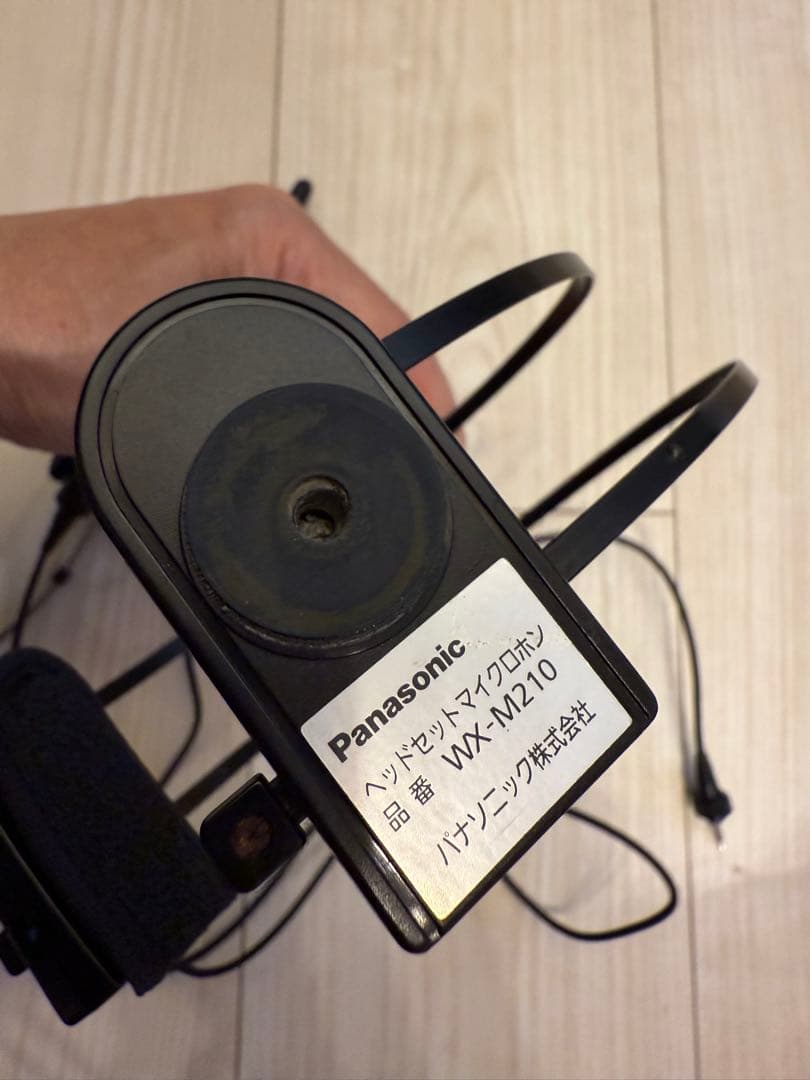 Panasonic
ヘッドセットマイクロホン
品番 WX-M210
パナソニック株式会社